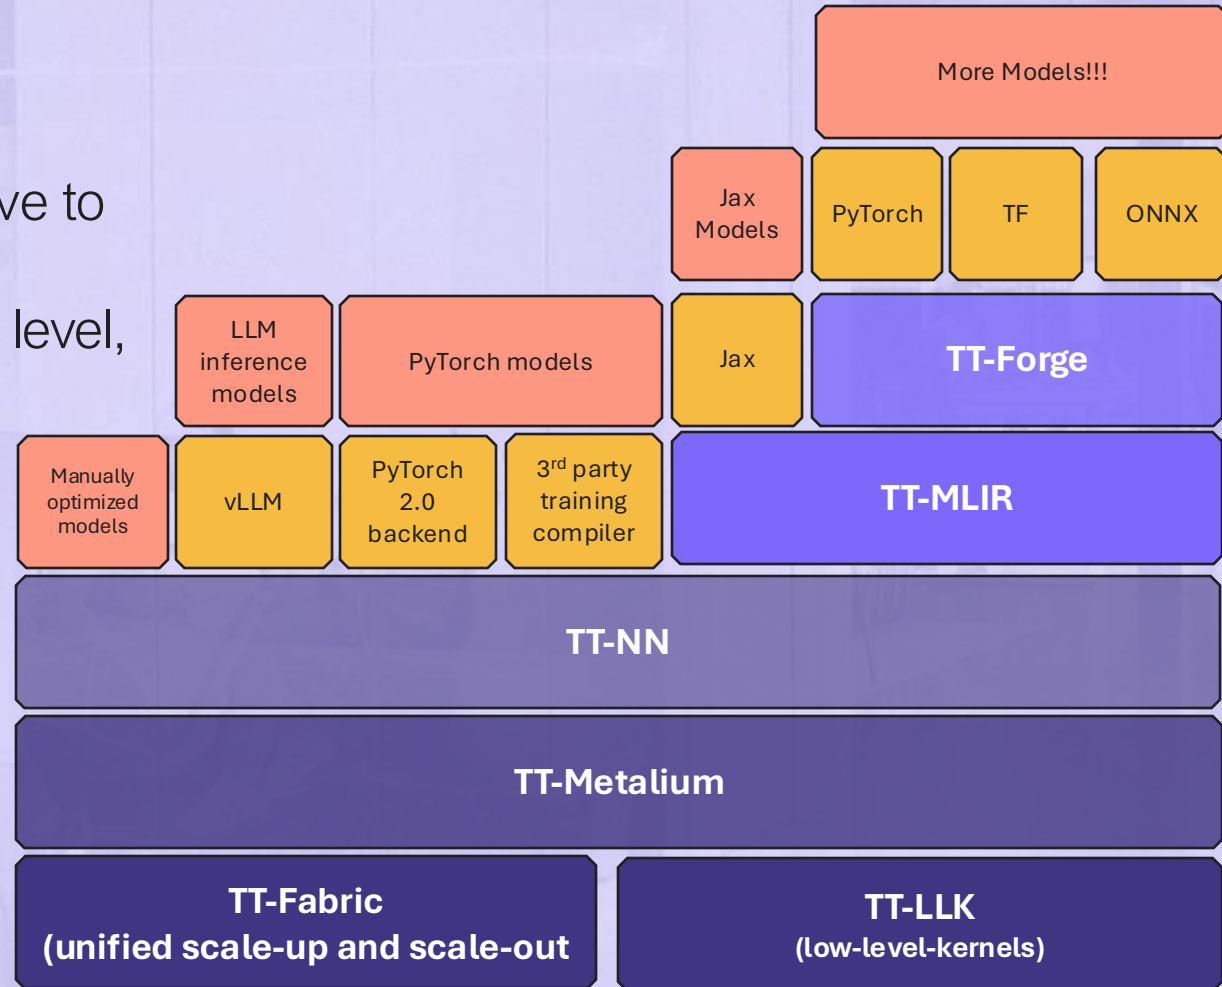 More Models!!!
ve to
level,
Jax
Models
PyTorch
TF
ONNX
LLM
inference
models
PyTorch models
Jax
TT-Forge
Manually
optimized
models
vLLM
PyTorch
2.0
backend
3rd party
training
compiler
TT-MLIR
TT-NN
TT-Metalium
TT-Fabric
(unified scale-up and scale-out
TT-LLK
(low-level-kernels)